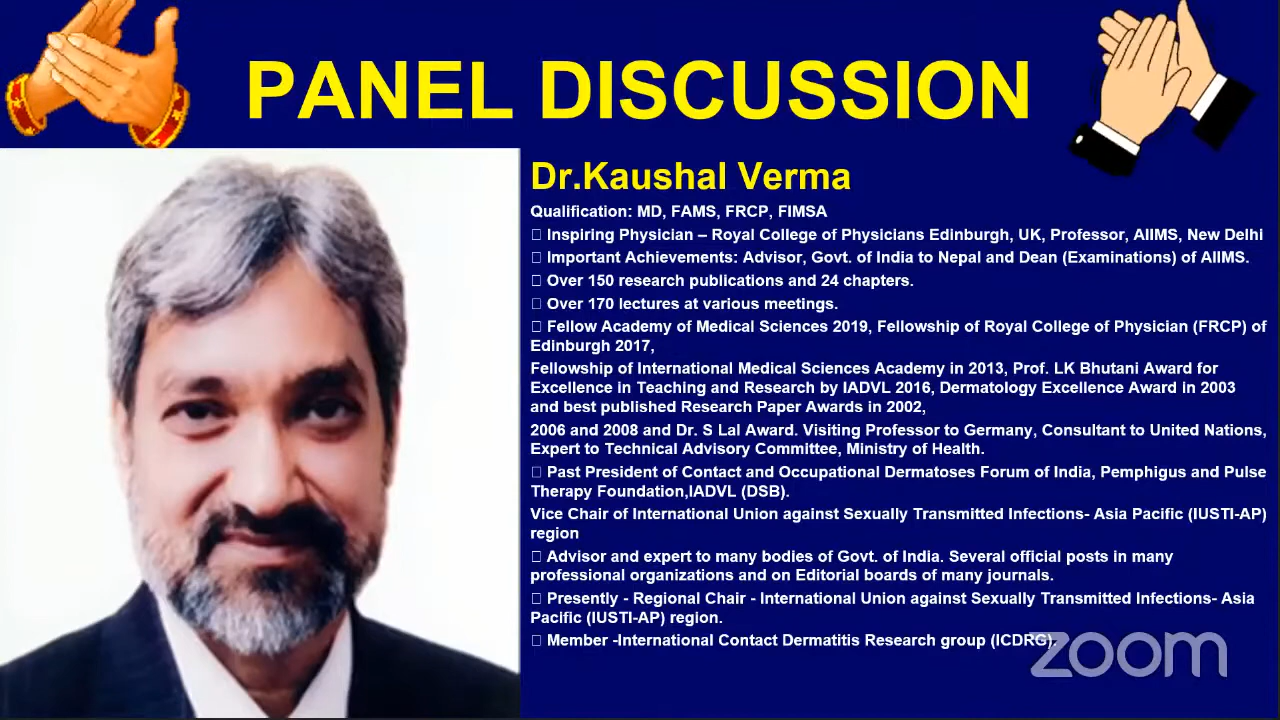 PANEL DISCUSSION
Dr.Kaushal Verma
Qualification: MD, FAMS, FRCP, FIMSA
Inspiring Physician – Royal College of Physicians Edinburgh, UK, Professor, AIIMS, New Delhi
Important Achievements: Advisor, Govt. of India to Nepal and Dean (Examinations) of AIIMS.
Over 150 research publications and 24 chapters.
Over 170 lectures at various meetings.
Fellow Academy of Medical Sciences 2019, Fellowship of Royal College of Physician (FRCP) of
Edinburgh 2017,
Fellowship of International Medical Sciences Academy in 2013, Prof. LK Bhutani Award for
Excellence in Teaching and Research by IADVL 2016, Dermatology Excellence Award in 2003
and best published Research Paper Awards in 2002,
2006 and 2008 and Dr. S Lal Award. Visiting Professor to Germany, Consultant to United Nations,
Expert to Technical Advisory Committee, Ministry of Health.
Past President of Contact and Occupational Dermatoses Forum of India, Pemphigus and Pulse
Therapy Foundation,IADVL (DSB).
Vice Chair of International Union against Sexually Transmitted Infections- Asia Pacific (IUSTI-AP)
region
Advisor and expert to many bodies of Govt. of India. Several official posts in many
professional organizations and on Editorial boards of many journals.
Presently - Regional Chair - International Union against Sexually Transmitted Infections- Asia
Pacific (IUSTI-AP) region.
Member -International Contact Dermatitis Research group (ICDRG).
zoom